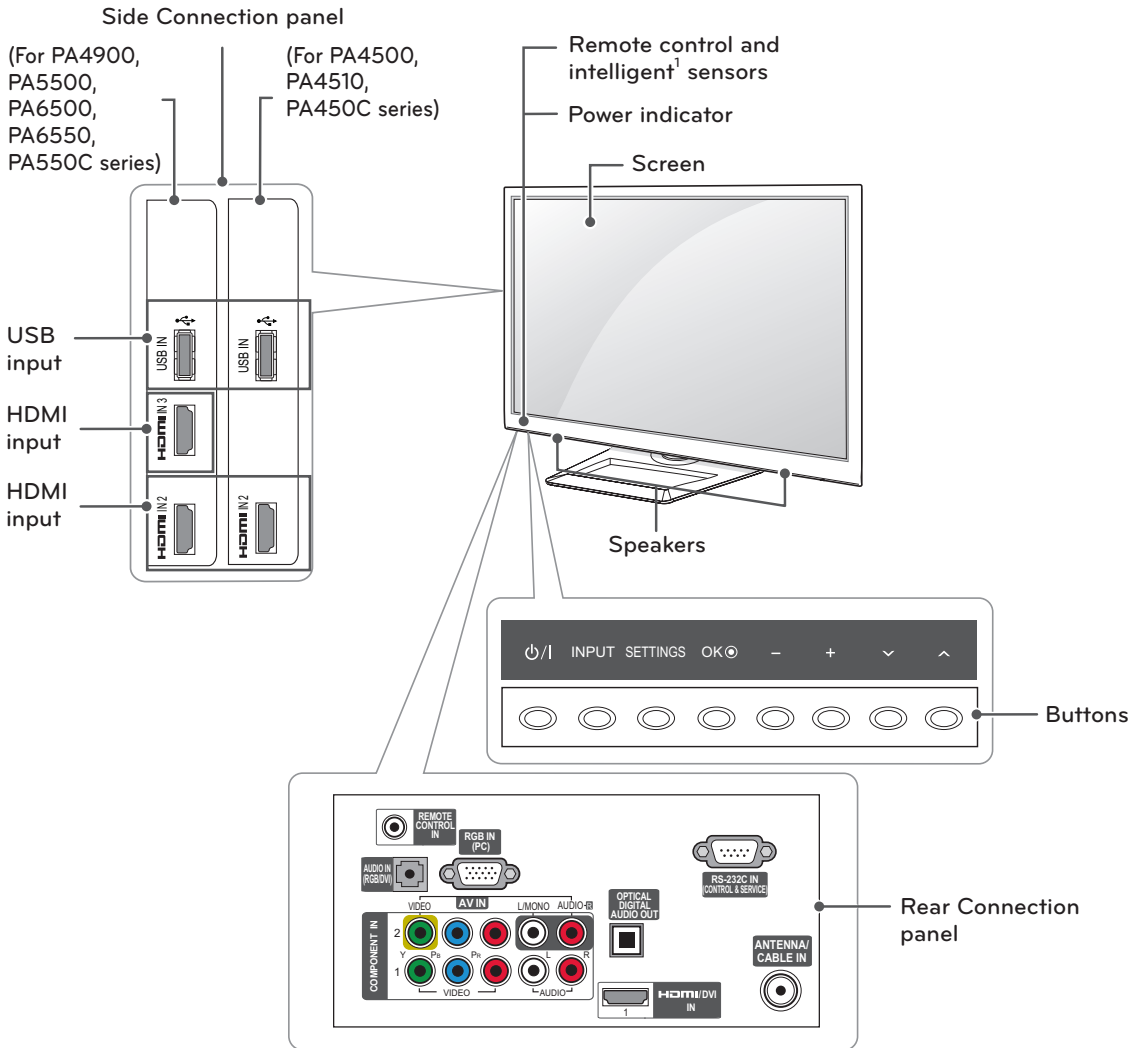 Side Connection panel
(For PA4900,
PA5500,
PA6500,
PA6550,
PA550C series)
(For PA4500,
PA4510,
PA450C series)
Remote control and
intelligent1 sensors
Power indicator
Screen
USB
input
USB IN
USB IN
HDMI
input
HDMI IN 3
HDMI
input
HDMI IN 2
HDMI IN 2
Speakers
/I INPUT SETTINGS OK - +
Buttons
REMOTE
CONTROL
IN
RGB IN
(PC)
AUDIO IN
(RGB/DVI)
RS-232C IN
(CONTROL & SERVICE)
VIDEO AV IN L/MONO AUDIO R
COMPONENT IN
2
Y PB PR L R
1
VIDEO AUDIO
OPTICAL
DIGITAL
AUDIO OUT
ANTENNA/
CABLE IN
HDMI/DVI
IN
1
Rear Connection
panel